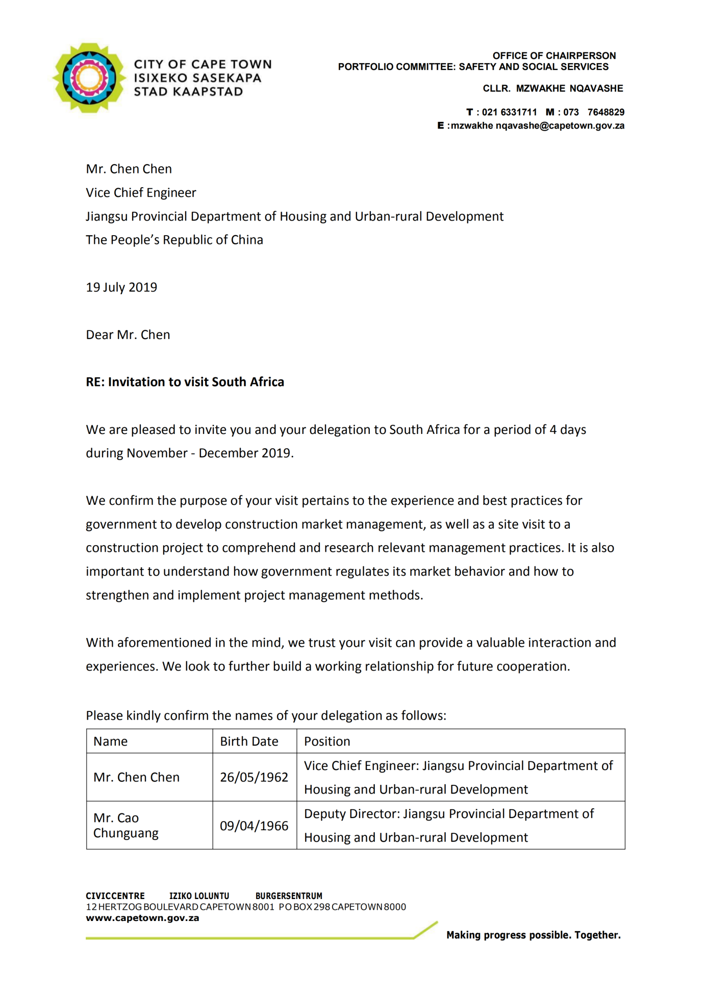 CITY OF CAPE TOWN
ISIXEKO SASEKAPA
STAD KAAPSTAD
OFFICE OF CHAIRPERSON
PORTFOLIO COMMITTEE: SAFETY AND SOCIAL SERVICES
CLLR. MZWAKHE NQAVASHE
T : 021 6331711 M : 073 7648829
E :mzwakhe nqavashe@capetown.gov.za
Mr. Chen Chen
Vice Chief Engineer
Jiangsu Provincial Department of Housing and Urban-rural Development
The People’s Republic of China
19 July 2019
Dear Mr. Chen
RE: Invitation to visit South Africa
We are pleased to invite you and your delegation to South Africa for a period of 4 days
during November - December 2019.
We confirm the purpose of your visit pertains to the experience and best practices for
government to develop construction market management, as well as a site visit to a
construction project to comprehend and research relevant management practices. It is also
important to understand how government regulates its market behavior and how to
strengthen and implement project management methods.
With aforementioned in the mind, we trust your visit can provide a valuable interaction and
experiences. We look to further build a working relationship for future cooperation.
Please kindly confirm the names of your delegation as follows:
Name Birth Date Position
Mr. Chen Chen 26/05/1962 Vice Chief Engineer: Jiangsu Provincial Department of
Housing and Urban-rural Development
Mr. Cao
Chunguang 09/04/1966 Deputy Director: Jiangsu Provincial Department of
Housing and Urban-rural Development
CIVICCENTRE IZIKO LOLUNTU BURGERSENTRUM
12 HERTZOG BOULEVARD CAPETOWN 8001 P O BOX 298 CAPETOWN 8000
www.capetown.gov.za
Making progress possible. Together.